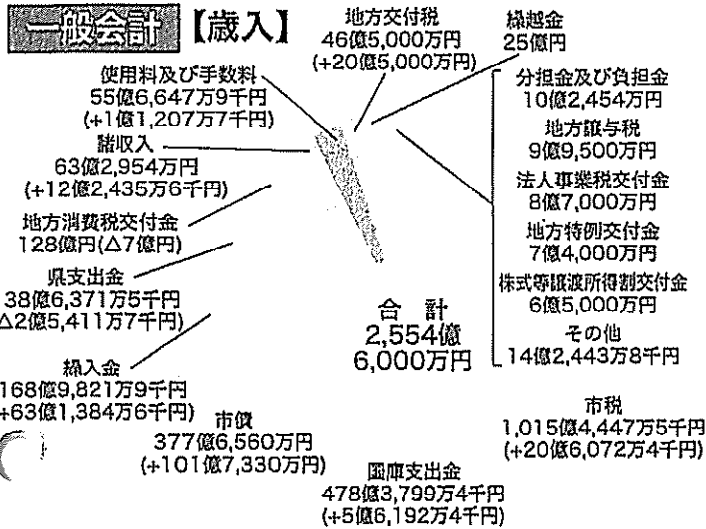 一般会計【歳入】
地方交付税
46億5,000万円
(+20億5,000万円)
繰越金
25億円
使用料及び手数料
55億6,647万9千円
(+1億1,207万7千円)
諸収入
63億2,954万円
(+12億2,435万6千円)
地方消費税交付金
128億円(△7億円)
県支出金
38億6,371万5千円
△2億5,411万7千円)
繰入金
168億9,821万9千円
+63億1,384万6千円)
市債
377億6,560万円
(+101億7,330万円)
国庫支出金
478億3,799万4千円
(+5億6,192万4千円)
市税
1,015億4,447万5千円
(+20億6,072万4千円)
分担金及び負担金
10億2,454万円
地方譲与税
9億9,500万円
法人事業税交付金
8億7,000万円
地方特例交付金
7億4,000万円
株式等譲渡所得割交付金
6億5,000万円
その他
14億2,443万8千円
合計
2,554億
6,000万円